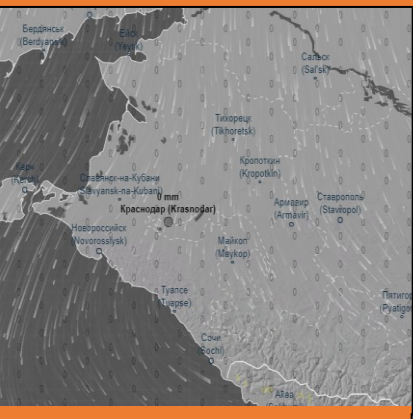 Бердянськ
(Berdyansk)
Ейск
(Yeysk)
Сальск
(Sal'sk)
Тихорецк
(Tikhoretsk)
Кропоткин
(Kropotkin)
Керч
(Kerch)
Славянск-на-Кубани
(Slavyansk-na-Kubani)
0 mm
Краснодар (Krasnodar)
Армавир
(Armavir)
Ставрополь
(Stavropol)
Новороссийск
(Novorossiysk)
Майкоп
(Maykop)
Туапсе
(Tuapse)
Пятигор
(Pyatigo
Сочи
(Sochi)